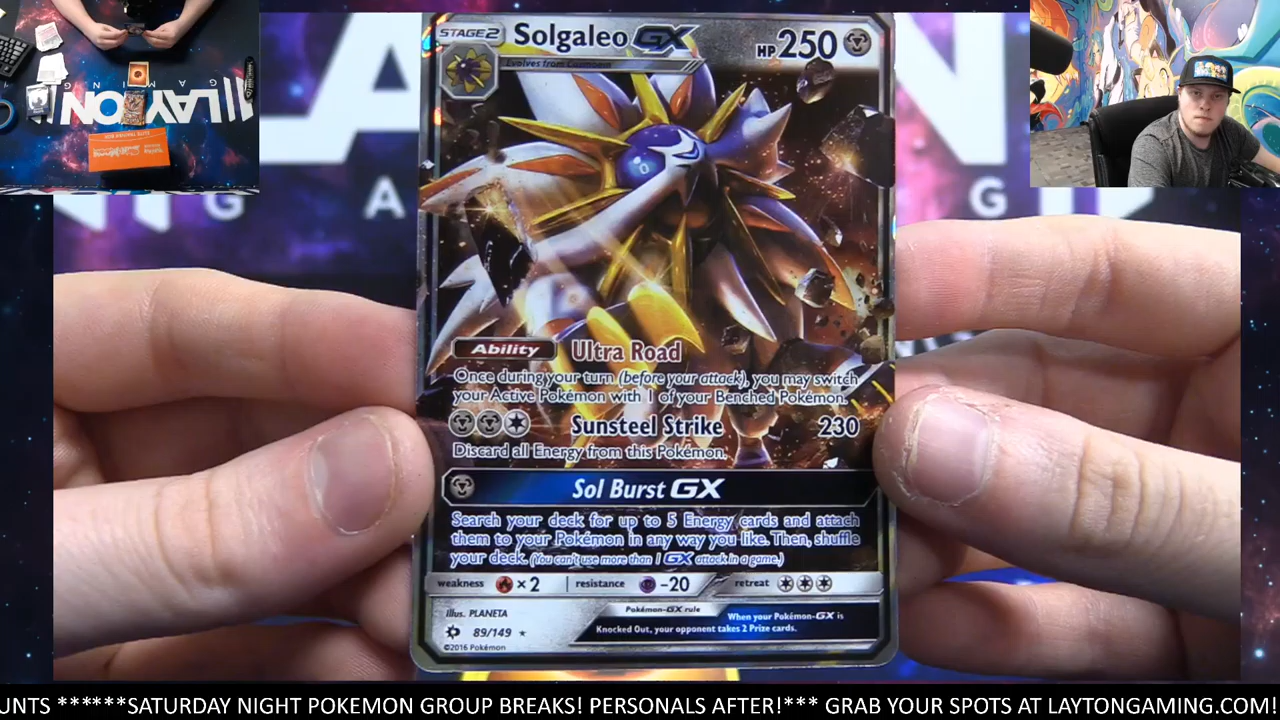 STAGE2 Solgaleo GX HP 250
Evolves from Cosmoem
Ability Ultra Road
Once during your turn (before your attack), you may switch
your Active Pokémon with 1 of your Benched Pokémon.
Sunsteel Strike 230
Discard all Energy from this Pokémon.
Sol Burst GX
Search your deck for up to 5 Energy cards and attach
them to your Pokémon in any way you like. Then, shuffle
your deck. (You can't use more than 1 GX attack in a game.)
weakness ×2 resistance -20 retreat
Illus. PLANETA
Pokémon-GX rule When your Pokémon-GX is
Knocked Out, your opponent takes 2 Prize cards.
89/149
©2016 Pokémon
LAYTON
GAMING
UNTS ******SATURDAY NIGHT POKEMON GROUP BREAKS! PERSONALS AFTER!*** GRAB YOUR SPOTS AT LAYTONGAMING.COM!